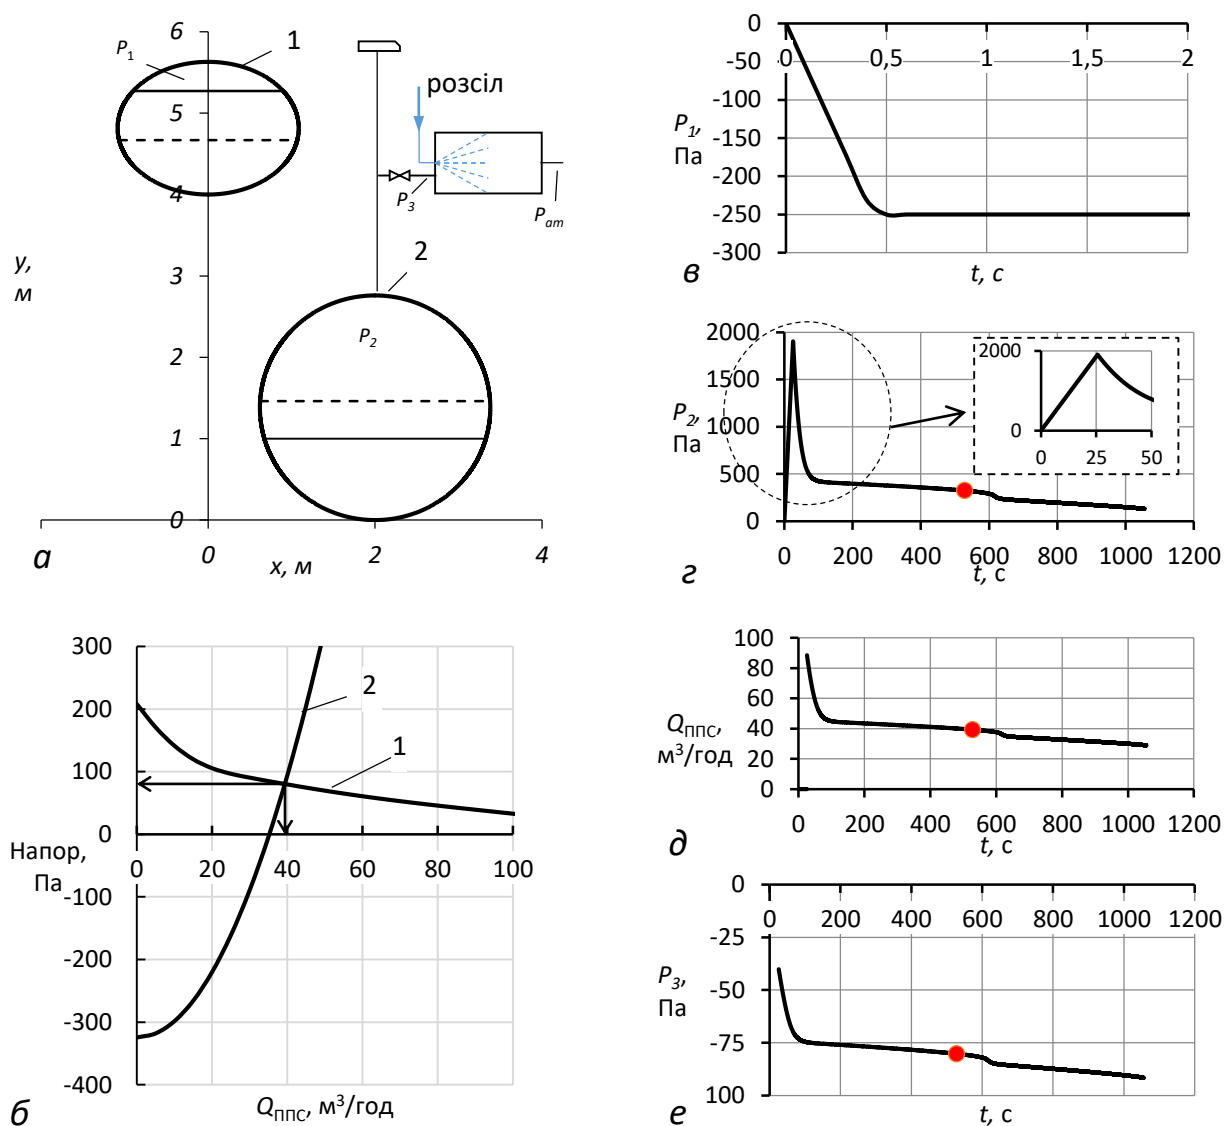 6
P₁
1
5
4
розсіл
P₃
Pат
y,
м
3
2
P₂
2
1
0
0
2
4
x, м
а
0
-50
-100
-150
-200
-250
-300
P₁,
Па
0
0,5
1
1,5
2
t, с
в
2000
1500
1000
500
0
P₂,
Па
2000
0
0
25
50
0
200
400
600
800
1000
1200
t, с
г
300
200
100
0
-100
-200
-300
-400
2
1
Напор,
Па
0
20
40
60
80
100
Qппс, м³/год
б
100
80
60
40
20
0
Qппс,
м³/год
0
200
400
600
800
1000
1200
t, с
д
0
-25
-50
-75
100
P₃,
Па
0
200
400
600
800
1000
1200
t, с
е